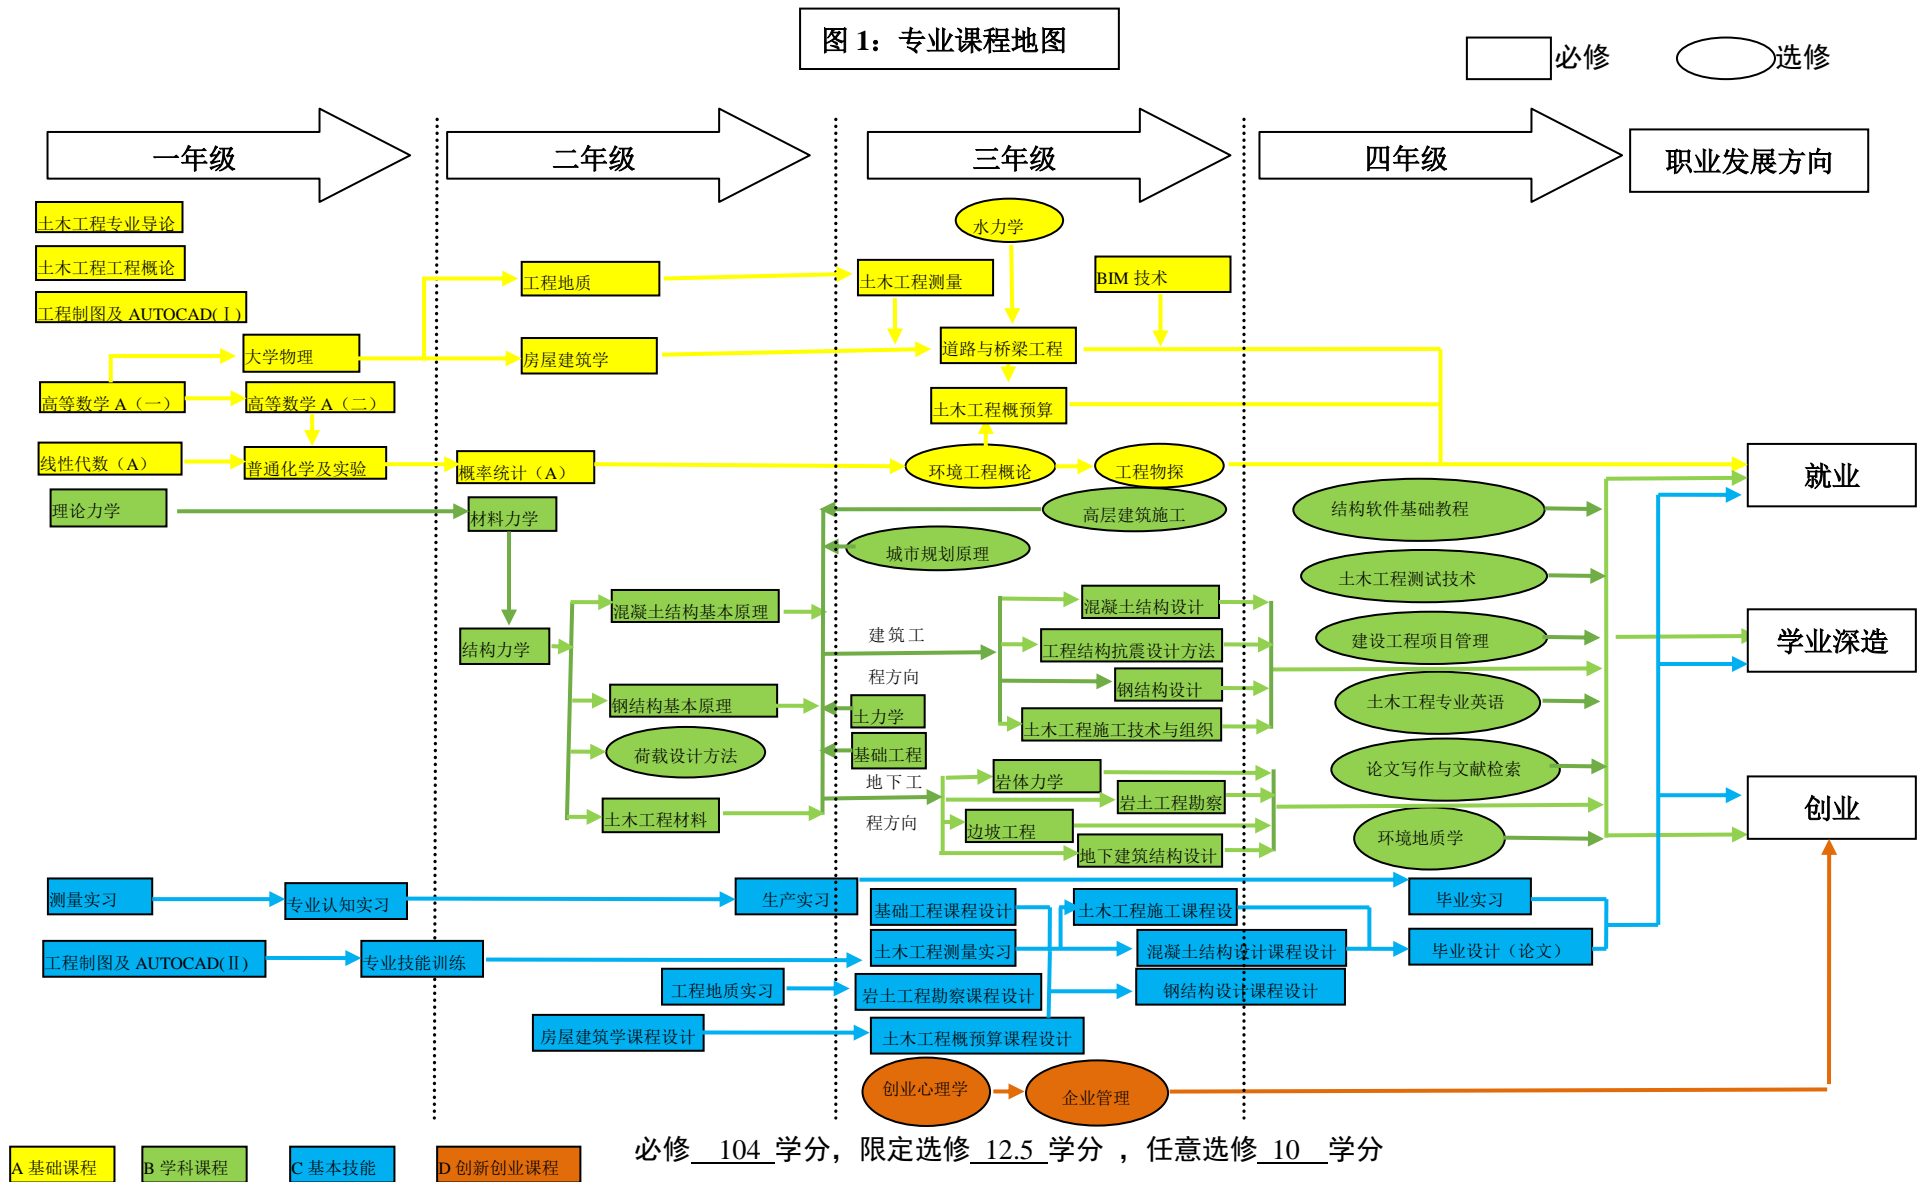 图 1：专业课程地图
必修
选修
一年级
二年级
三年级
四年级
职业发展方向
土木工程专业导论
土木工程工程概论
工程制图及 AUTOCAD(Ⅰ)
大学物理
高等数学 A（一）
高等数学 A（二）
线性代数（A）
普通化学及实验
工程地质
房屋建筑学
概率统计（A）
水力学
土木工程测量
BIM 技术
道路与桥梁工程
土木工程概预算
环境工程概论
工程物探
理论力学
材料力学
结构力学
混凝土结构基本原理
钢结构基本原理
荷载设计方法
土木工程材料
高层建筑施工
城市规划原理
建筑工
程方向
土力学
基础工程
地下工
程方向
混凝土结构设计
工程结构抗震设计方法
钢结构设计
土木工程施工技术与组织
岩体力学
岩土工程勘察
边坡工程
地下建筑结构设计
结构软件基础教程
土木工程测试技术
建设工程项目管理
土木工程专业英语
论文写作与文献检索
环境地质学
就业
学业深造
创业
测量实习
专业认知实习
生产实习
工程制图及 AUTOCAD(Ⅱ)
专业技能训练
工程地质实习
房屋建筑学课程设计
基础工程课程设计
土木工程测量实习
岩土工程勘察课程设计
土木工程概预算课程设计
土木工程施工课程设
混凝土结构设计课程设计
钢结构设计课程设计
毕业实习
毕业设计（论文）
创业心理学
企业管理
必修 104 学分，限定选修 12.5 学分 ，任意选修 10 学分
A 基础课程
B 学科课程
C 基本技能
D 创新创业课程